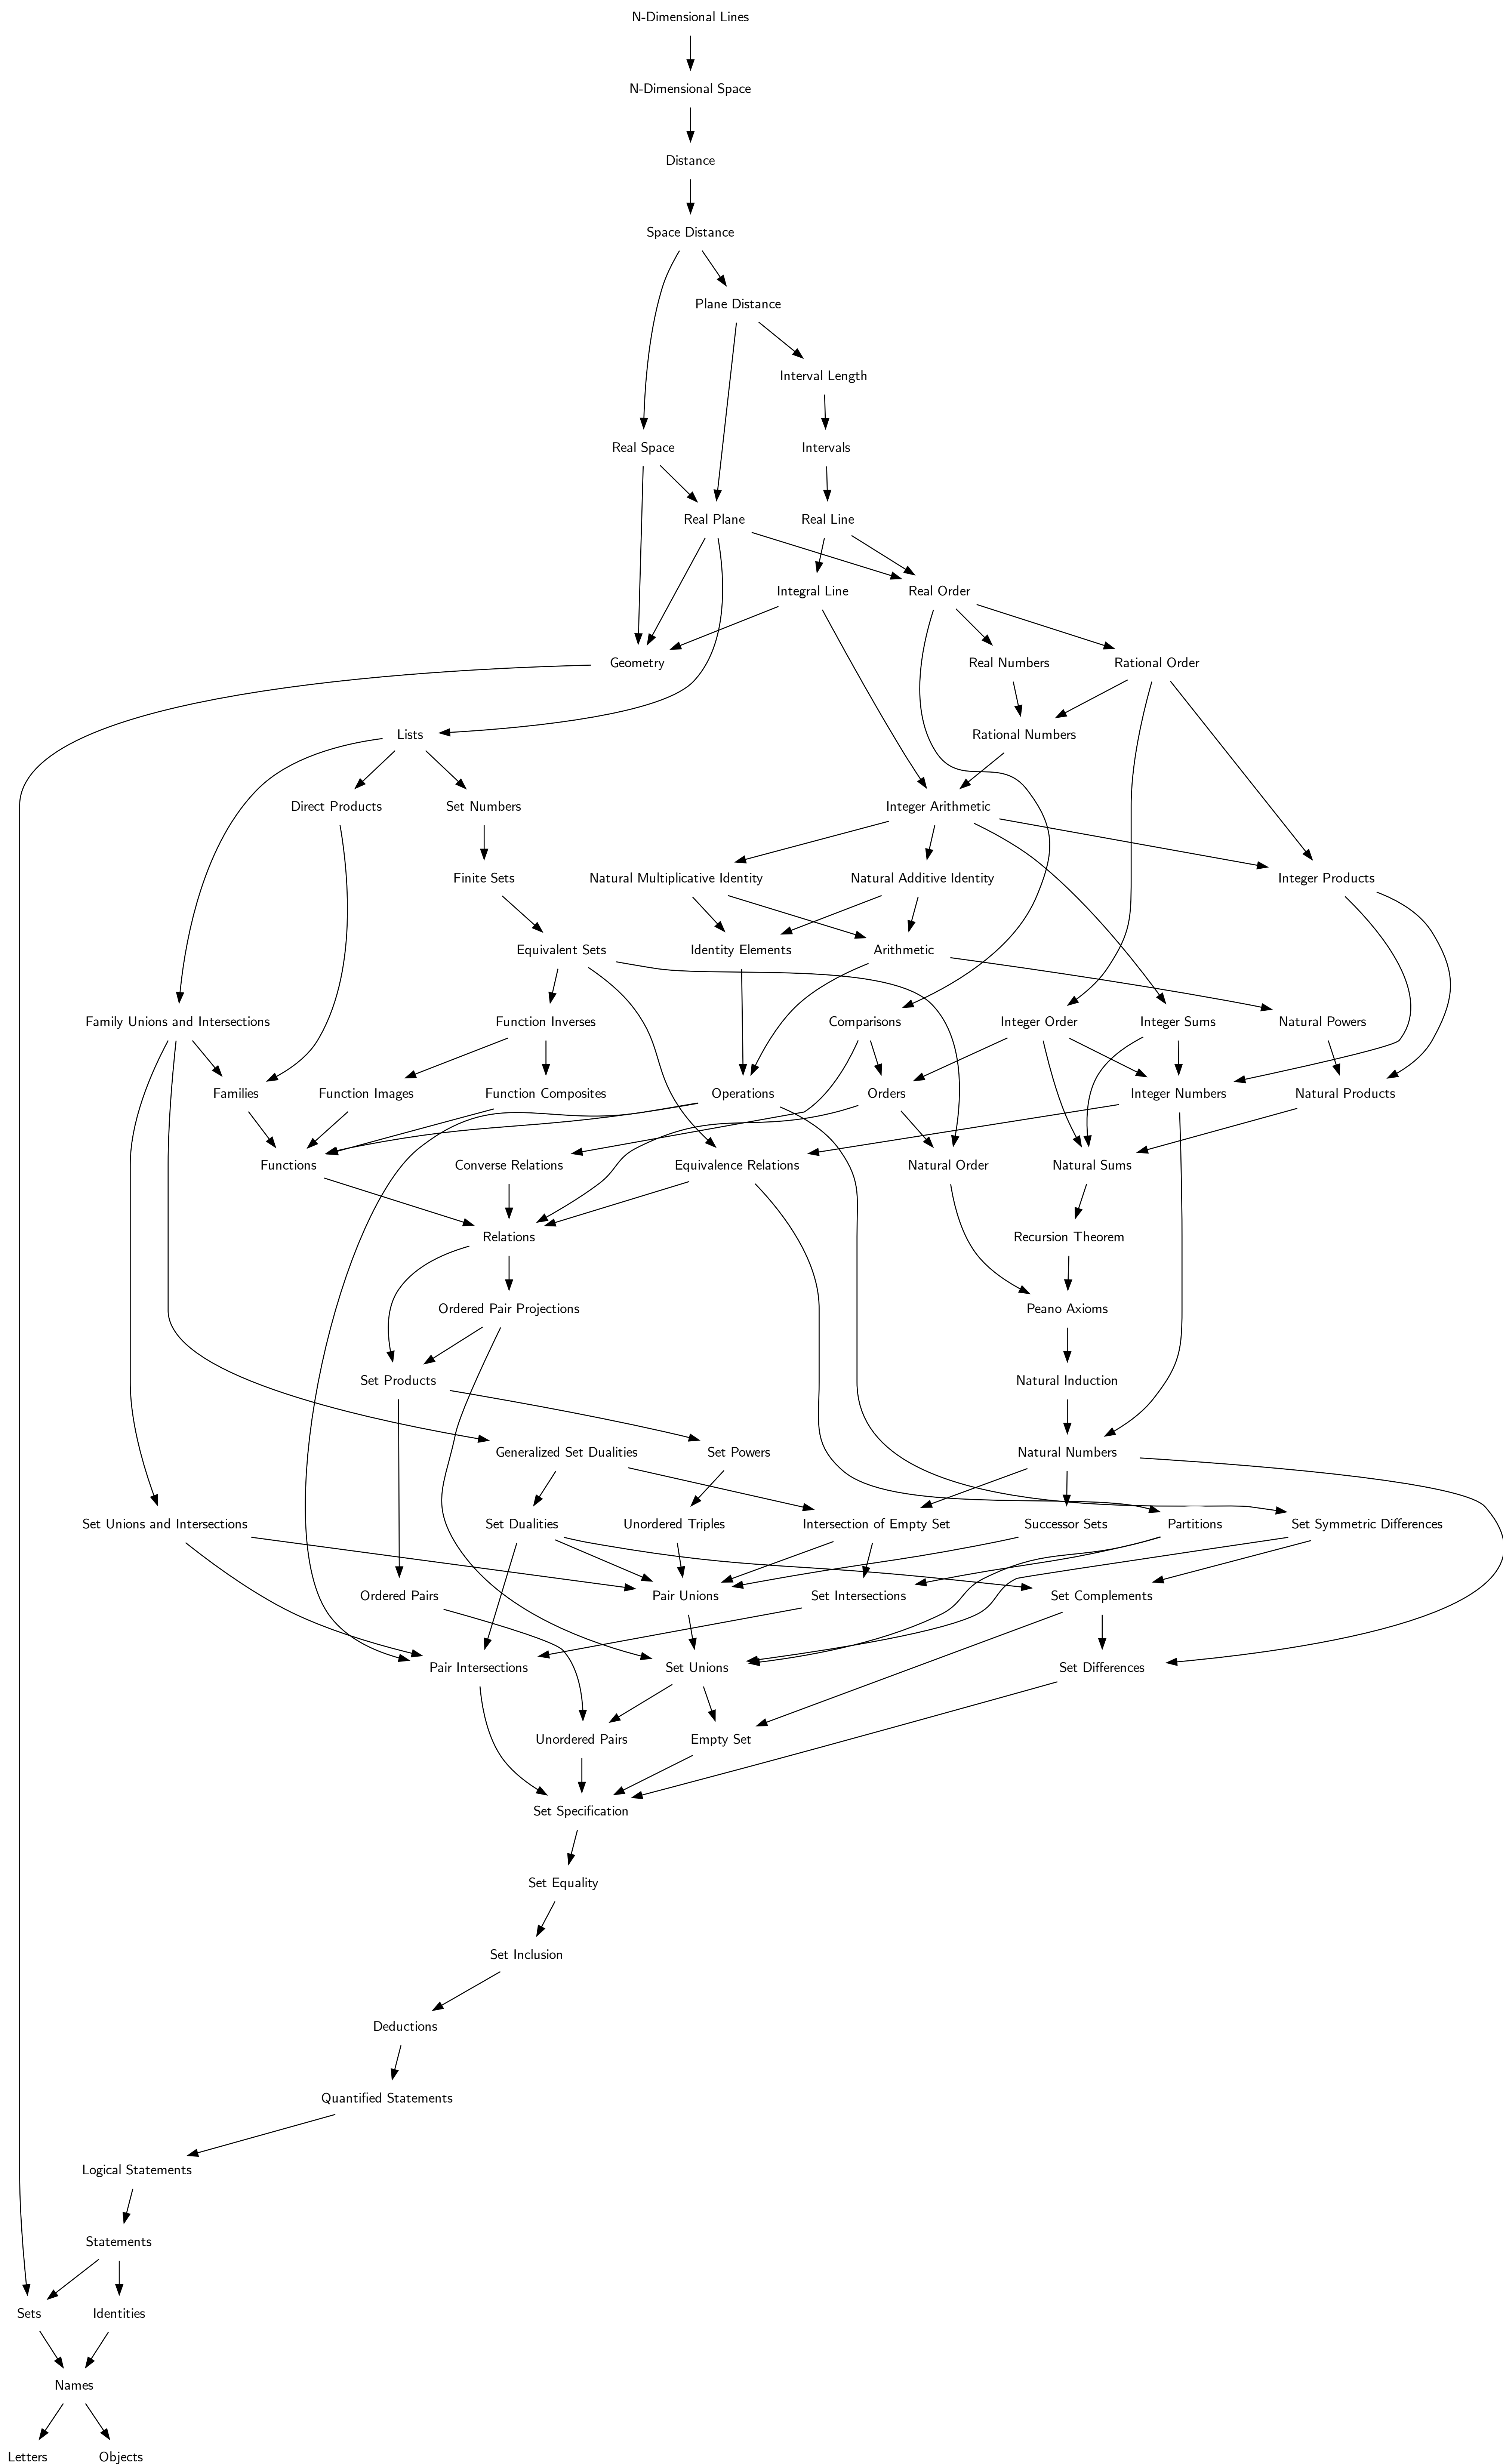 N-Dimensional Lines
N-Dimensional Space
Distance
Space Distance
Plane Distance
Interval Length
Real Space
Intervals
Real Plane
Real Line
Integral Line
Real Order
Geometry
Real Numbers
Rational Order
Lists
Rational Numbers
Direct Products
Set Numbers
Integer Arithmetic
Finite Sets
Natural Multiplicative Identity
Natural Additive Identity
Integer Products
Equivalent Sets
Identity Elements
Arithmetic
Family Unions and Intersections
Function Inverses
Comparisons
Integer Order
Integer Sums
Natural Powers
Families
Function Images
Function Composites
Operations
Orders
Integer Numbers
Natural Products
Functions
Converse Relations
Equivalence Relations
Natural Order
Natural Sums
Relations
Recursion Theorem
Ordered Pair Projections
Peano Axioms
Set Products
Natural Induction
Generalized Set Dualities
Set Powers
Natural Numbers
Set Unions and Intersections
Set Dualities
Unordered Triples
Intersection of Empty Set
Successor Sets
Partitions
Set Symmetric Differences
Ordered Pairs
Pair Unions
Set Intersections
Set Complements
Pair Intersections
Set Unions
Set Differences
Unordered Pairs
Empty Set
Set Specification
Set Equality
Set Inclusion
Deductions
Quantified Statements
Logical Statements
Statements
Sets
Identities
Names
Letters
Objects